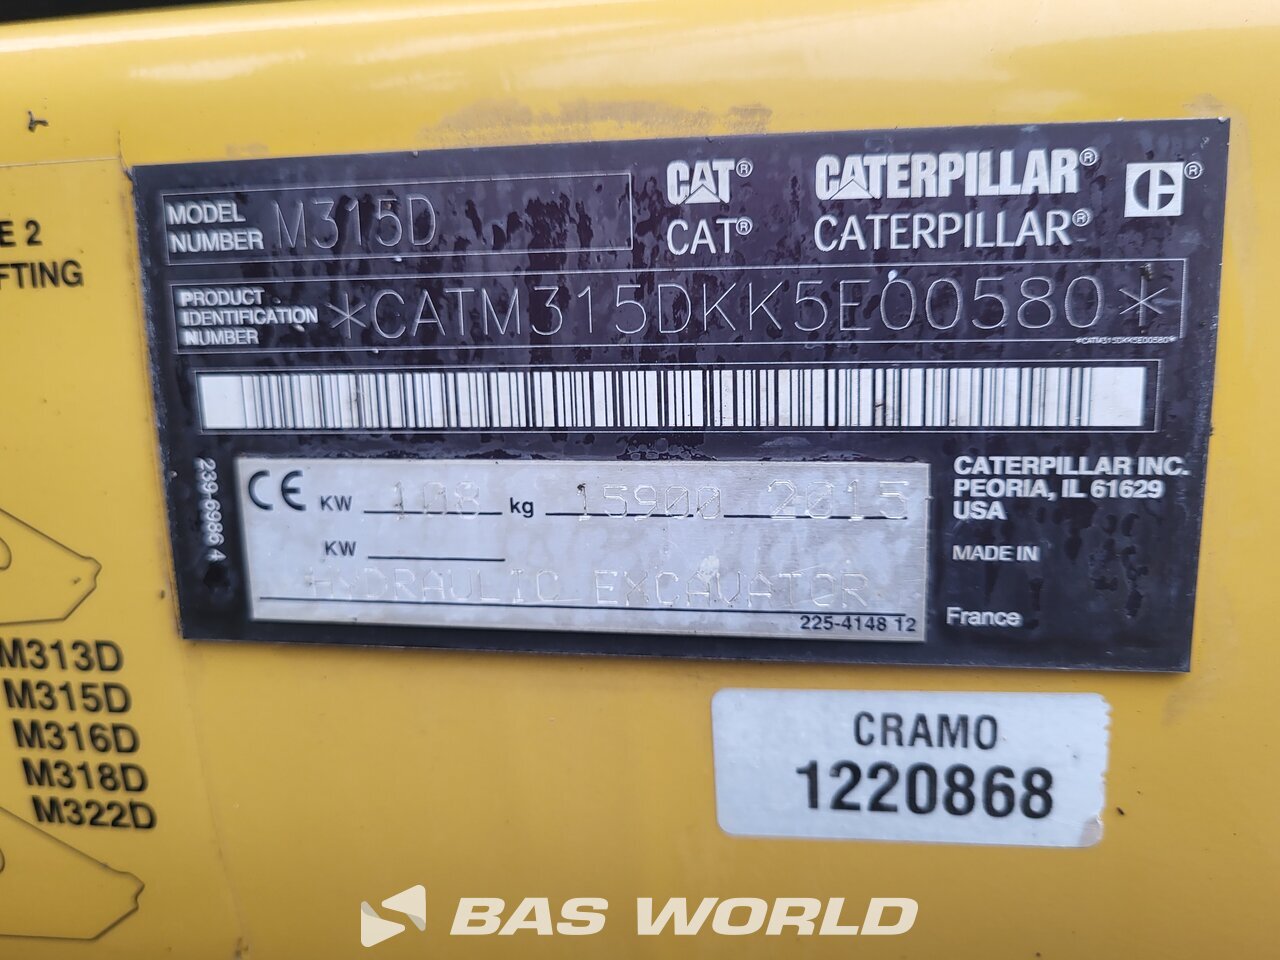 E 2
FTING
MODEL NUMBER M315D
CAT® CATERPILLAR®
CAT® CATERPILLAR®
PRODUCT IDENTIFICATION NUMBER *CATM315DKK5E00580*
*CATM315DKK5E00580*
239-6986 4
CE KW 108 kg 15900 2015
KW
HYDRAULIC EXCAVATOR
225-4148 12
CATERPILLAR INC.
PEORIA, IL 61629
USA
MADE IN
France
M313D
M315D
M316D
M318D
M322D
CRAMO
1220868
BAS WORLD